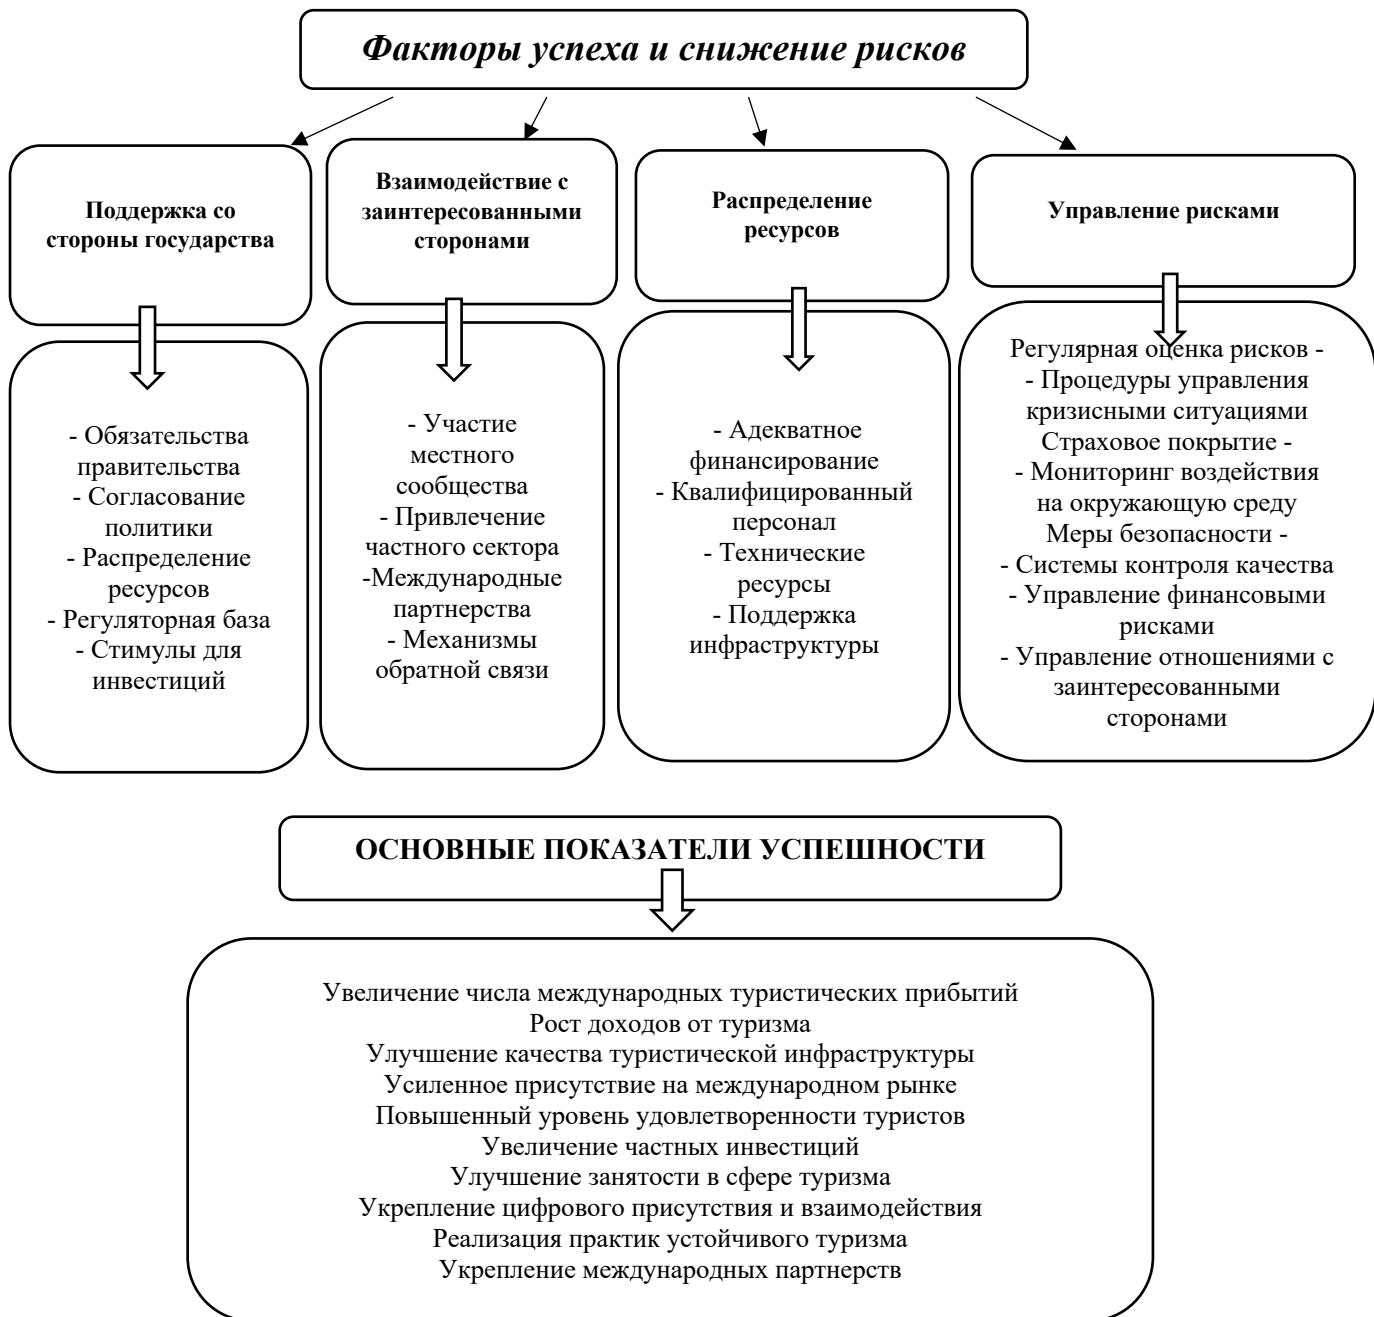 Факторы успеха и снижение рисков
Поддержка со
стороны государства
Взаимодействие с
заинтересованными
сторонами
Распределение
ресурсов
Управление рисками
- Обязательства
правительства
- Согласование
политики
- Распределение
ресурсов
- Регуляторная база
- Стимулы для
инвестиций
- Участие
местного
сообщества
- Привлечение
частного сектора
-Международные
партнерства
- Механизмы
обратной связи
- Адекватное
финансирование
- Квалифицированный
персонал
- Технические
ресурсы
- Поддержка
инфраструктуры
Регулярная оценка рисков -
- Процедуры управления
кризисными ситуациями
Страховое покрытие -
- Мониторинг воздействия
на окружающую среду
Меры безопасности -
- Системы контроля качества
- Управление финансовыми
рисками
- Управление отношениями с
заинтересованными
сторонами
ОСНОВНЫЕ ПОКАЗАТЕЛИ УСПЕШНОСТИ
Увеличение числа международных туристических прибытий
Рост доходов от туризма
Улучшение качества туристической инфраструктуры
Усиленное присутствие на международном рынке
Повышенный уровень удовлетворенности туристов
Увеличение частных инвестиций
Улучшение занятости в сфере туризма
Укрепление цифрового присутствия и взаимодействия
Реализация практик устойчивого туризма
Укрепление международных партнерств